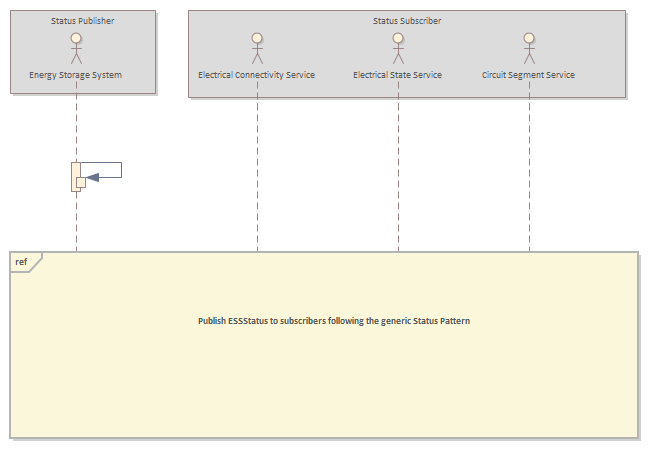 Status Publisher
Status Subscriber
Energy Storage System
Electrical Connectivity Service
Electrical State Service
Circuit Segment Service
ref
Publish ESSStatus to subscribers following the generic Status Pattern